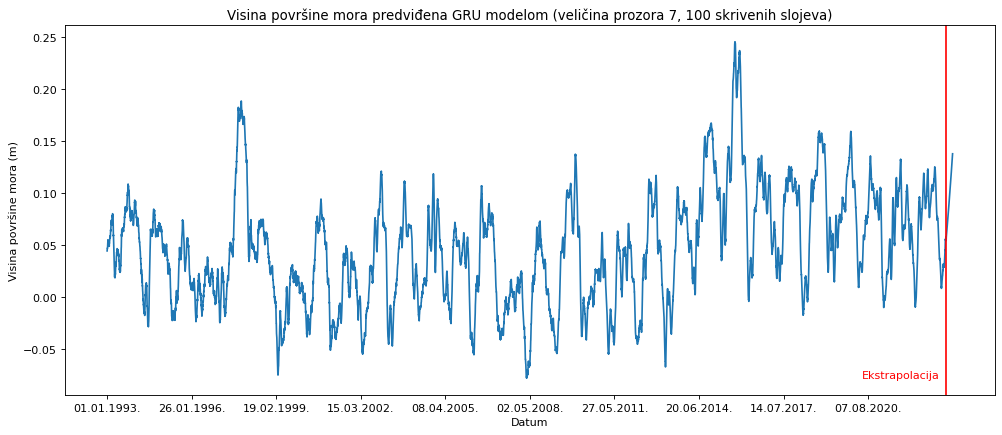 Visina površine mora predviđena GRU modelom (veličina prozora 7, 100 skrivenih slojeva)
Visina površine mora (m)
0.25
0.20
0.15
0.10
0.05
0.00
−0.05
Ekstrapolacija
01.01.1993. 26.01.1996. 19.02.1999. 15.03.2002. 08.04.2005. 02.05.2008. 27.05.2011. 20.06.2014. 14.07.2017. 07.08.2020.
Datum